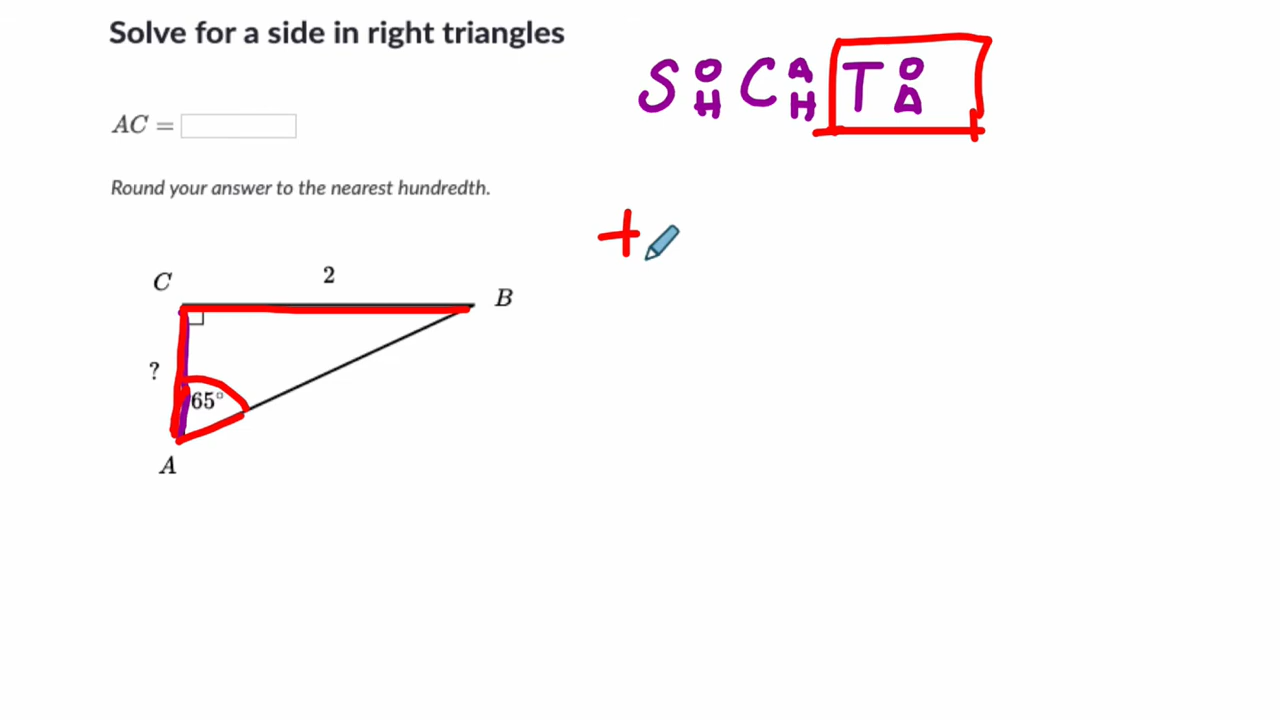 Solve for a side in right triangles
S O H C A H T O A
AC =
Round your answer to the nearest hundredth.
t
C
2
B
?
65°
A